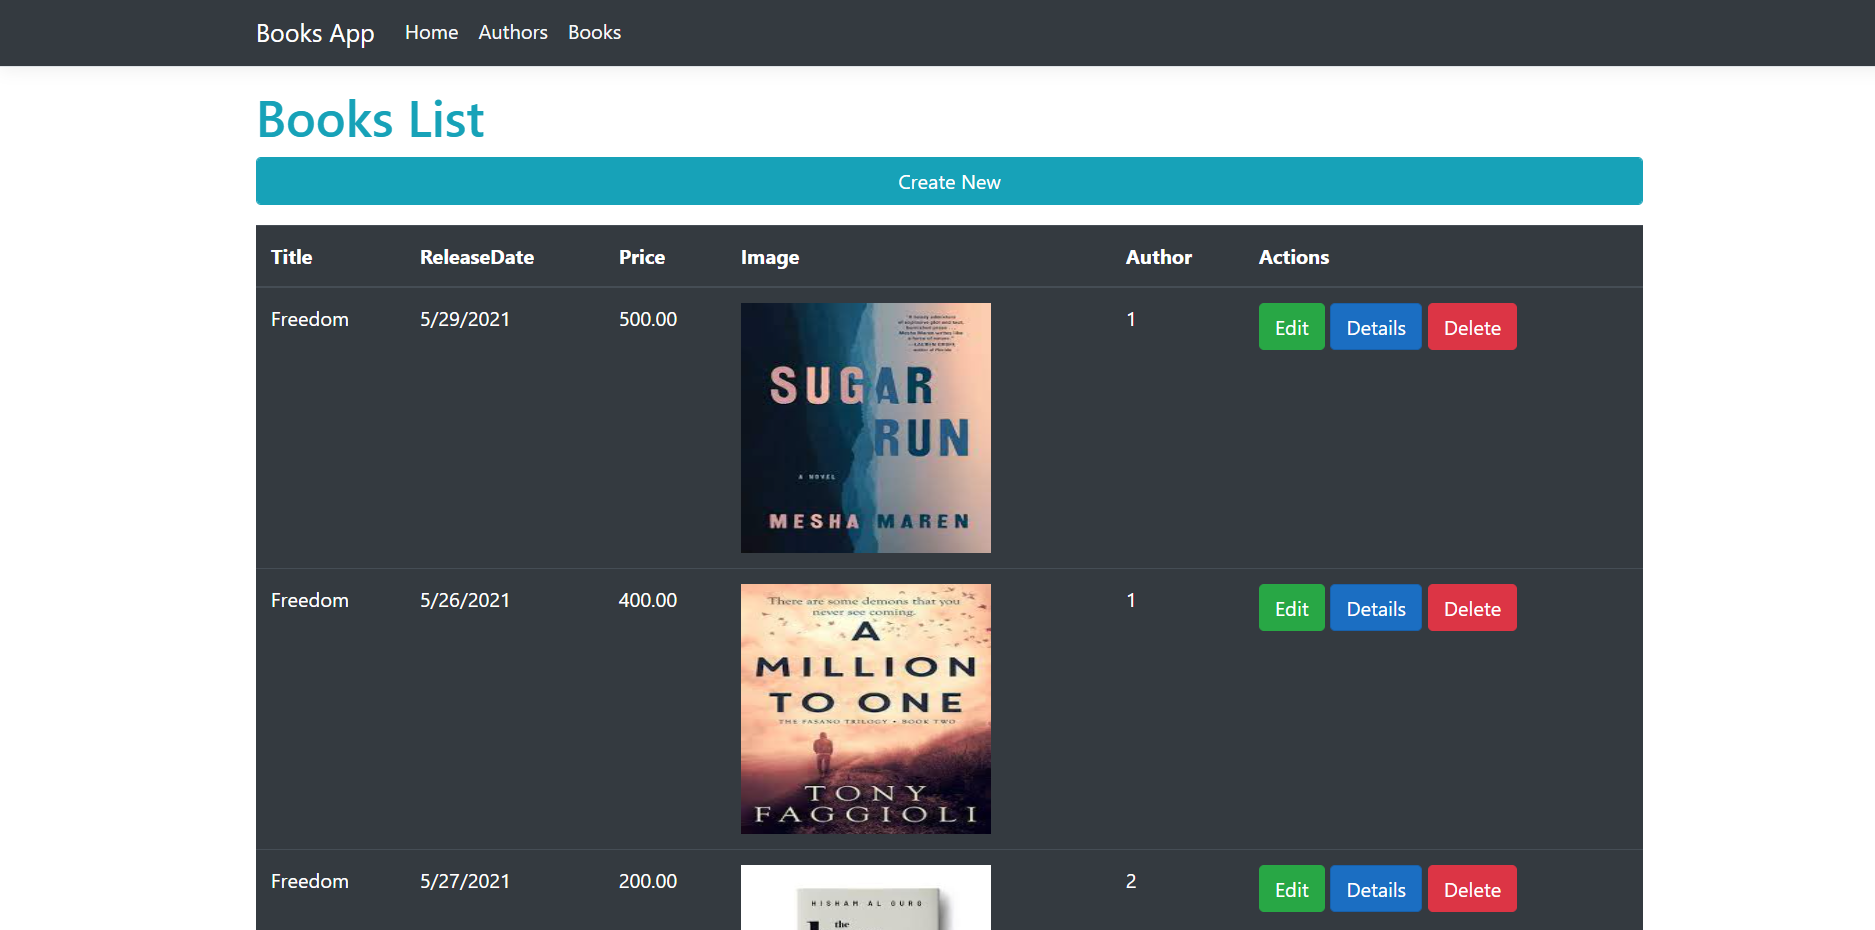 Books App Home Authors Books
Books List
Create New
Title ReleaseDate Price Image Author Actions
Freedom 5/29/2021 500.00 1 Edit Details Delete
SUGAR
RUN
A NOVEL
MESHA MAREN
Freedom 5/26/2021 400.00 1 Edit Details Delete
There are some demons that you
never see coming.
A
MILLION
TO ONE
THE FASANO TRILOGY • BOOK TWO
TONY
FAGGIOLI
Freedom 5/27/2021 200.00 2 Edit Details Delete
HISHAM AL GURG
the